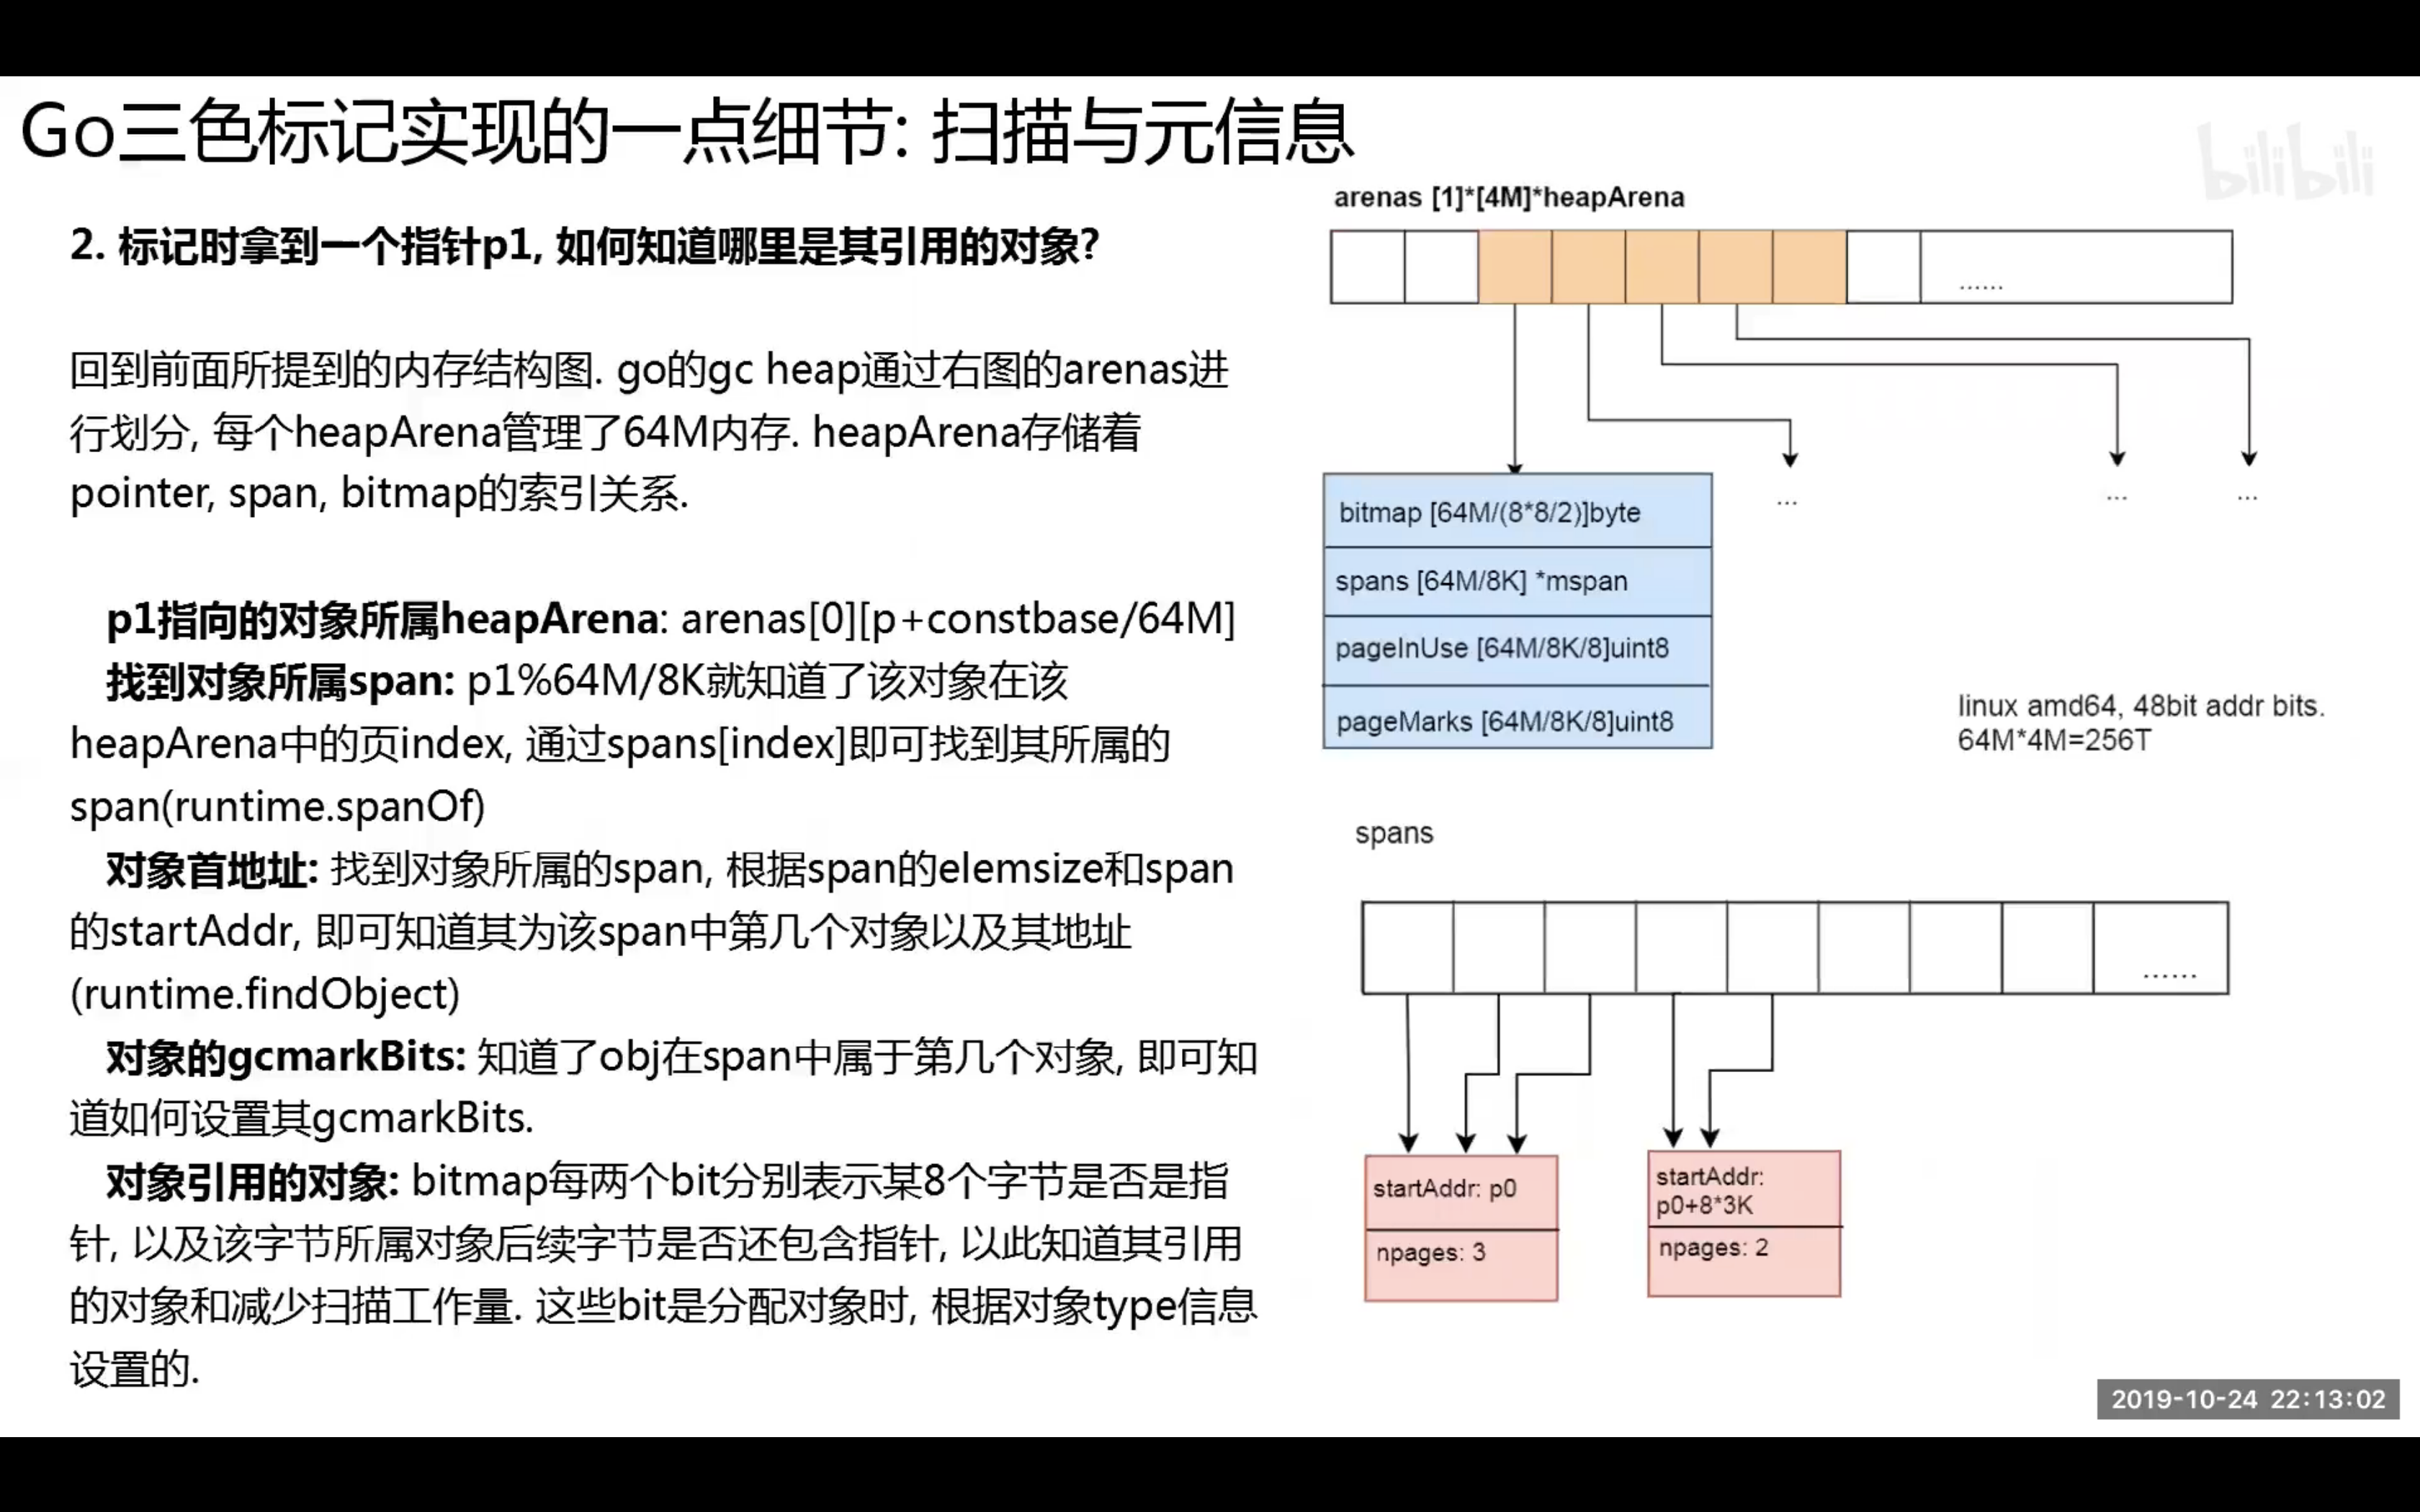 Go三色标记实现的一点细节: 扫描与元信息
bilibili
2. 标记时拿到一个指针p1, 如何知道哪里是其引用的对象?
回到前面所提到的内存结构图. go的gc heap通过右图的arenas进
行划分, 每个heapArena管理了64M内存. heapArena存储着
pointer, span, bitmap的索引关系.
p1指向的对象所属heapArena: arenas[0][p+constbase/64M]
找到对象所属span: p1%64M/8K就知道了该对象在该
heapArena中的页index, 通过spans[index]即可找到其所属的
span(runtime.spanOf)
对象首地址: 找到对象所属的span, 根据span的elemsize和span
的startAddr, 即可知道其为该span中第几个对象以及其地址
(runtime.findObject)
对象的gcmarkBits: 知道了obj在span中属于第几个对象, 即可知
道如何设置其gcmarkBits.
对象引用的对象: bitmap每两个bit分别表示某8个字节是否是指
针, 以及该字节所属对象后续字节是否还包含指针, 以此知道其引用
的对象和减少扫描工作量. 这些bit是分配对象时, 根据对象type信息
设置的.
arenas [1]*[4M]*heapArena
......
...
...
...
bitmap [64M/(8*8/2)]byte
spans [64M/8K] *mspan
pageInUse [64M/8K/8]uint8
pageMarks [64M/8K/8]uint8
linux amd64, 48bit addr bits.
64M*4M=256T
spans
......
startAddr: p0
npages: 3
startAddr:
p0+8*3K
npages: 2
2019-10-24 22:13:02